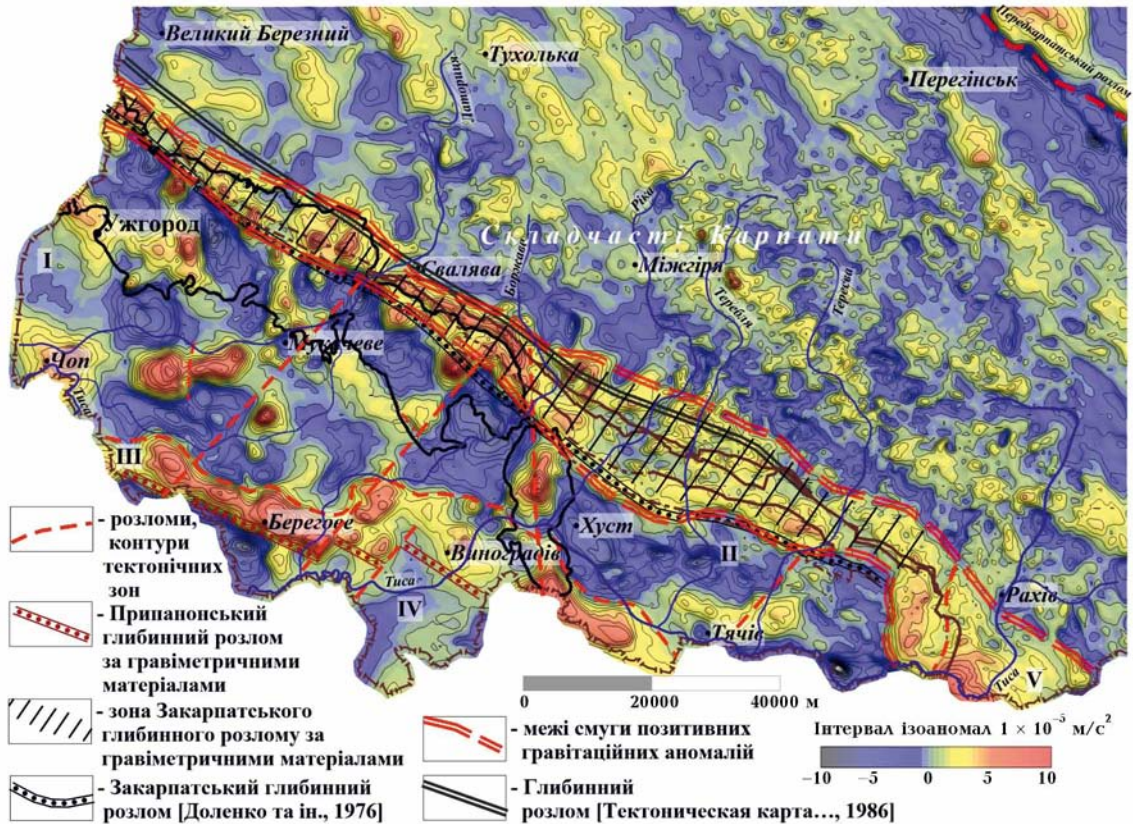 Великий Березний
Тухолька
Передкарпатський
розлом
Перегінськ
Латориця
Ріка
Складчасті Карпати
Ужгород
Свалява
Боржава
Міжгіря
Теребля
Тересва
I
Чоп
Мукачеве
Тиса
III
Берегове
Виноградів
Хуст
II
Тиса
IV
Тячів
Рахів
Тиса
V
- розломи,
контури
тектонічних
зон
- Припанонський
глибинний розлом
за гравіметричними
матеріалами
- зона Закарпатського
глибинного розлому за
гравіметричними матеріалами
- Закарпатський глибинний
розлом [Доленко та ін., 1976]
0 20000 40000 м
- межі смуги позитивних
гравітаційних аномалій
- Глибинний
розлом [Тектоническая карта..., 1986]
Інтервал ізоаномал 1 × 10⁻⁵ м/с²
−10 −5 0 5 10